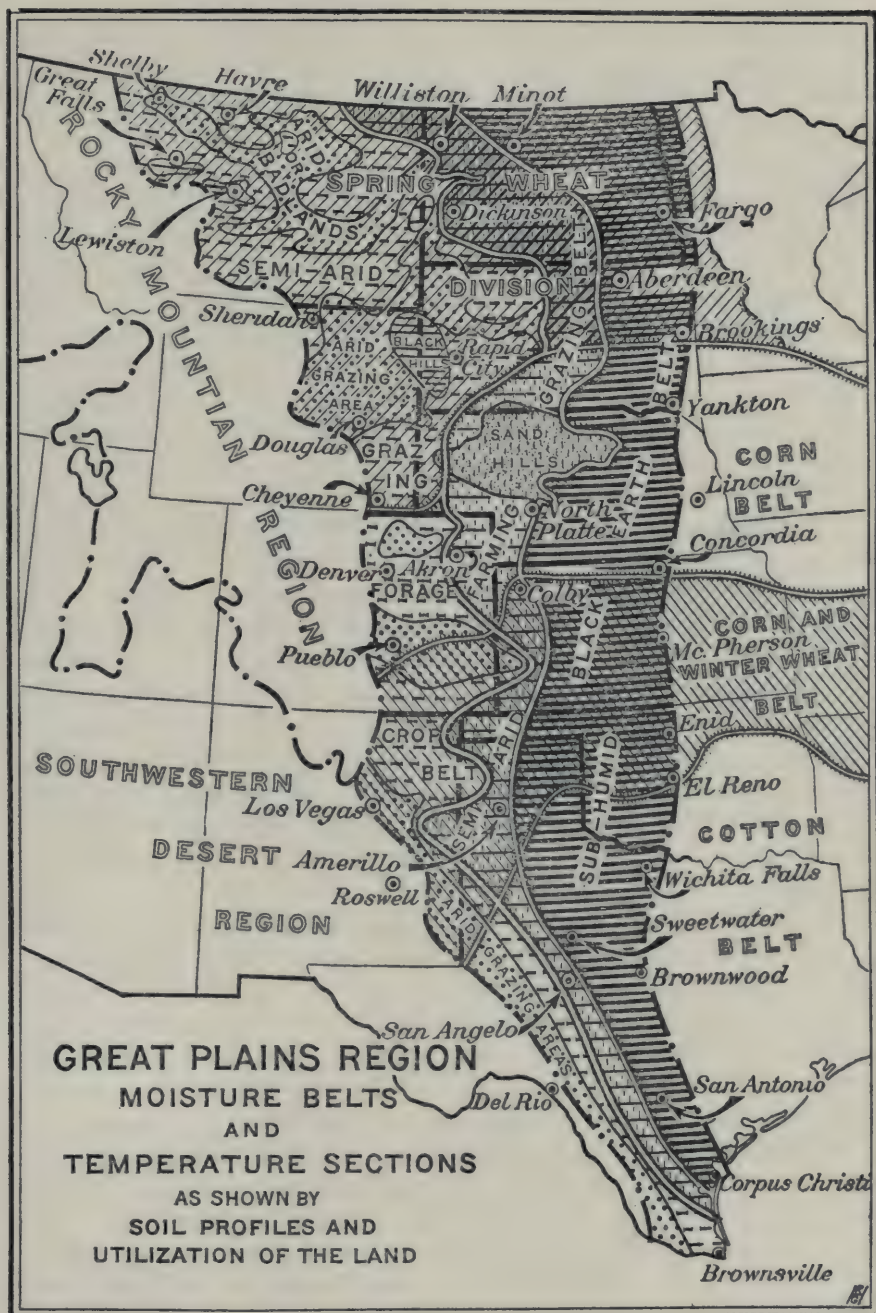 Shelby
Great Falls
Havre
Williston
Minot
ROCKY MOUNTIAN REGION
ARID OR BADLANDS
SPRING WHEAT
Dickinson
Fargo
Lewiston
SEMI-ARID
DIVISION
GRAZING BELT
Aberdeen
Sheridan
ARID GRAZING AREA
BLACK HILLS
Rapid City
Brookings
BELT
Yankton
Douglas
GRAZING
SAND HILLS
CORN BELT
Lincoln
Cheyenne
North Platte
EARTH
Concordia
Denver
Akron
FORAGE
FARMING
Colby
BLACK
CORN AND WINTER WHEAT BELT
Mc. Pherson
Pueblo
Enid
CROP BELT
SEMI ARID
SUB-HUMID
SOUTHWESTERN
DESERT
REGION
Los Vegas
El Reno
COTTON
BELT
Amerillo
Roswell
Wichita Falls
Sweetwater
Brownwood
ARID GRAZING AREAS
San Angelo
GREAT PLAINS REGION
MOISTURE BELTS
AND
TEMPERATURE SECTIONS
AS SHOWN BY
SOIL PROFILES AND
UTILIZATION OF THE LAND
Del Rio
San Antonio
Corpus Christi
Brownsville